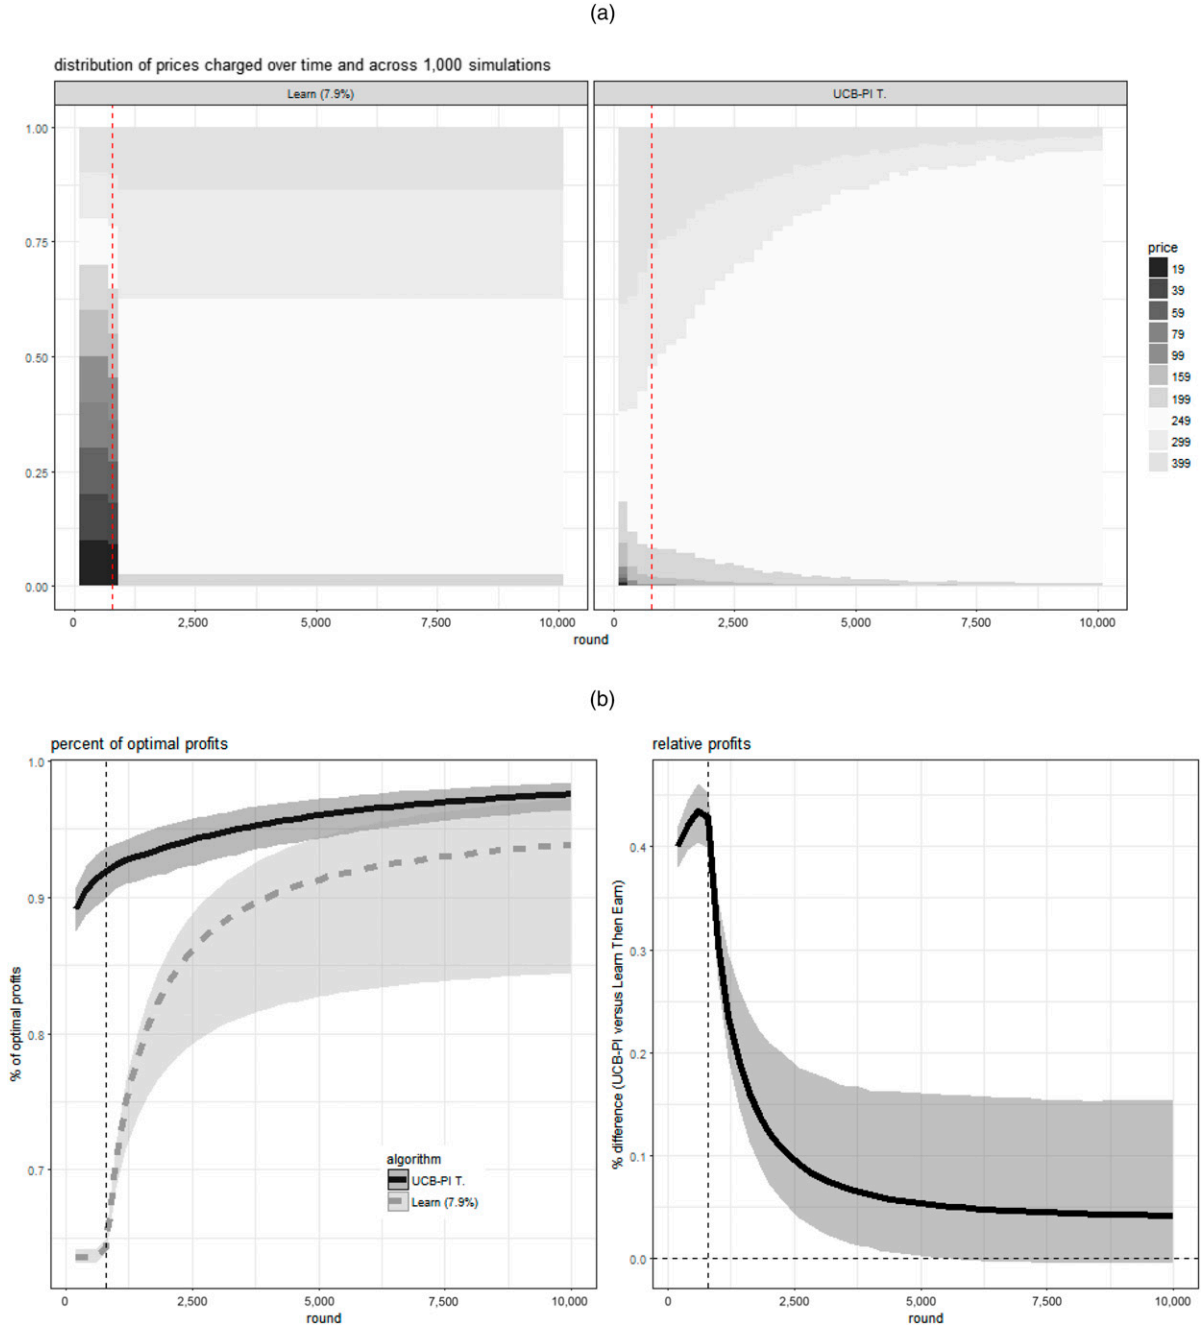 (a)
distribution of prices charged over time and across 1,000 simulations
Learn (7.9%)
UCB-PI T.
1.00
0.75
0.50
0.25
0.00
0
2,500
5,000
7,500
10,000
0
2,500
5,000
7,500
10,000
round
price
19
39
59
79
99
159
199
249
299
399
(b)
percent of optimal profits
% of optimal profits
1.0
0.9
0.8
0.7
0
2,500
5,000
7,500
10,000
round
algorithm
UCB-PI T.
Learn (7.9%)
relative profits
% difference (UCB-PI versus Learn Then Earn)
0.4
0.3
0.2
0.1
0.0
0
2,500
5,000
7,500
10,000
round